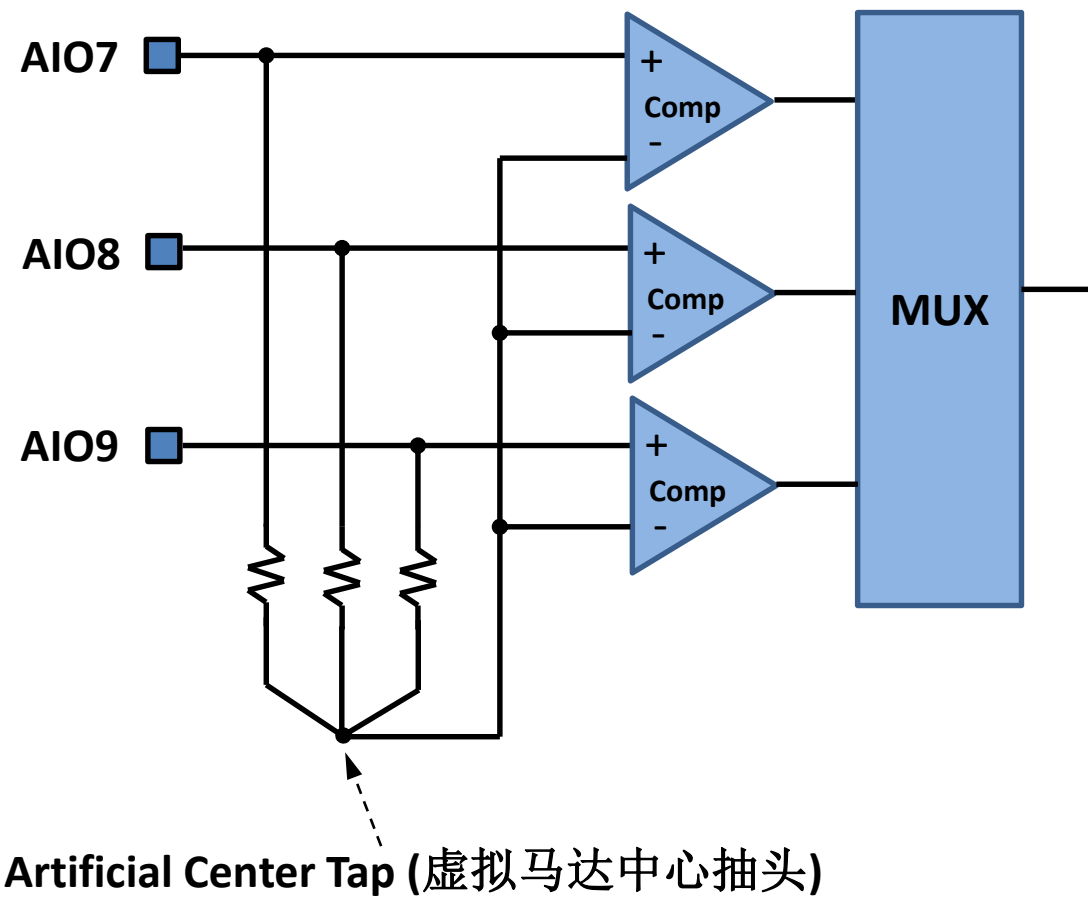 AIO7
+
Comp
-
AIO8
+
Comp
-
MUX
AIO9
+
Comp
-
Artificial Center Tap (虚拟马达中心抽头)